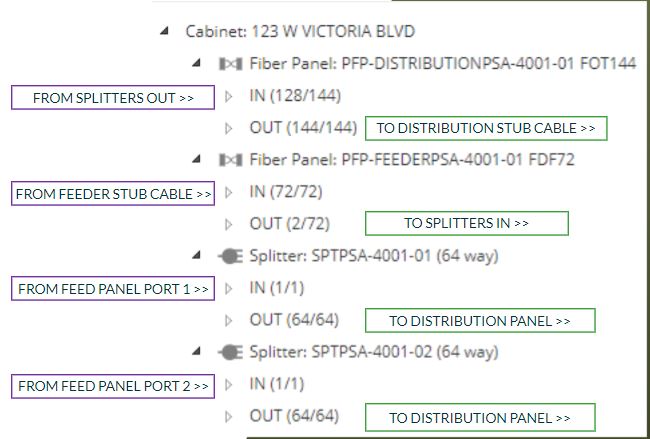 Cabinet: 123 W VICTORIA BLVD
Fiber Panel: PFP-DISTRIBUTIONPSA-4001-01 FOT144
FROM SPLITTERS OUT >> IN (128/144)
OUT (144/144) TO DISTRIBUTION STUB CABLE >>
Fiber Panel: PFP-FEEDERPSA-4001-01 FDF72
FROM FEEDER STUB CABLE >> IN (72/72)
OUT (2/72) TO SPLITTERS IN >>
Splitter: SPTPSA-4001-01 (64 way)
FROM FEED PANEL PORT 1 >> IN (1/1)
OUT (64/64) TO DISTRIBUTION PANEL >>
Splitter: SPTPSA-4001-02 (64 way)
FROM FEED PANEL PORT 2 >> IN (1/1)
OUT (64/64) TO DISTRIBUTION PANEL >>